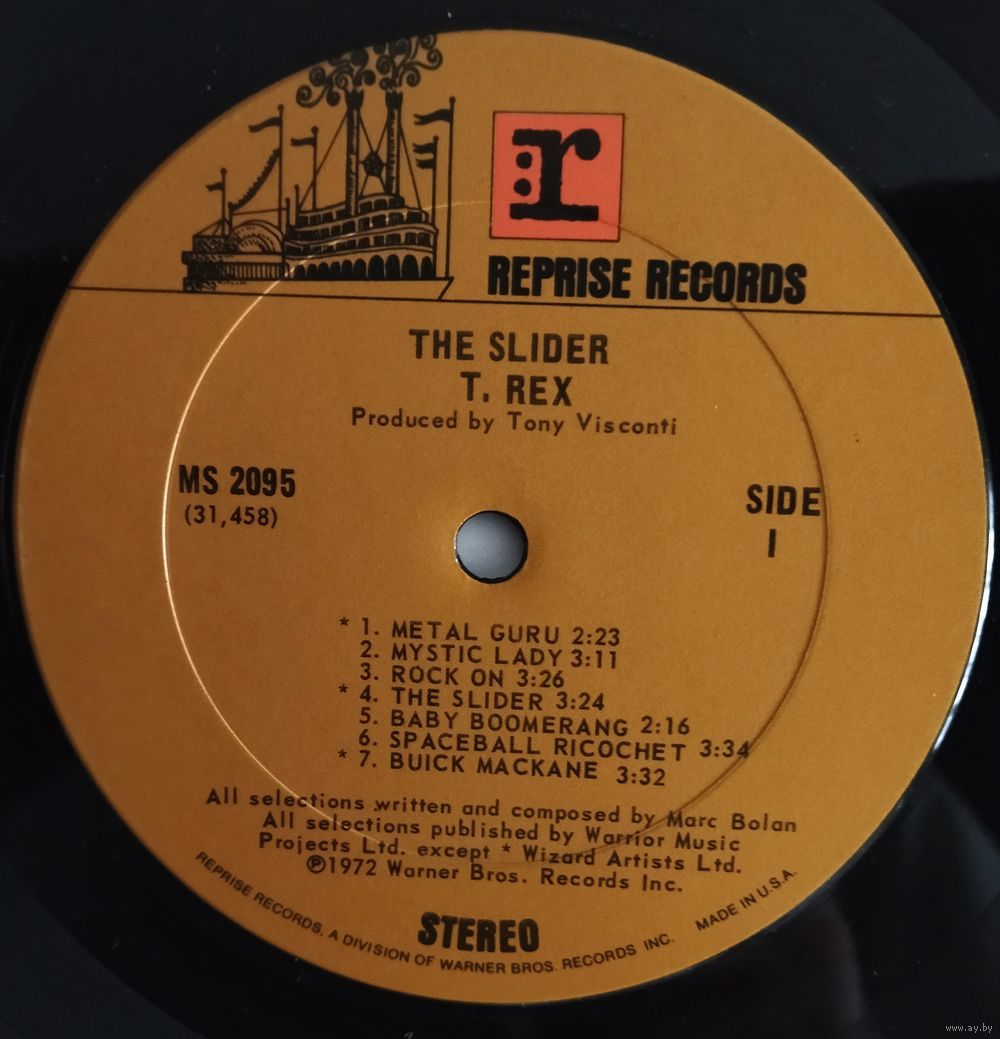 r
REPRISE RECORDS
THE SLIDER
T. REX
Produced by Tony Visconti
MS 2095
(31,458)
SIDE
1
* 1. METAL GURU 2:23
2. MYSTIC LADY 3:11
3. ROCK ON 3:26
* 4. THE SLIDER 3:24
5. BABY BOOMERANG 2:16
6. SPACEBALL RICOCHET 3:34
* 7. BUICK MACKANE 3:32
All selections written and composed by Marc Bolan
All selections published by Warrior Music
Projects Ltd. except * Wizard Artists Ltd.
℗1972 Warner Bros. Records Inc.
STEREO
REPRISE RECORDS, A DIVISION OF WARNER BROS. RECORDS INC. MADE IN U.S.A.
www.ay.by